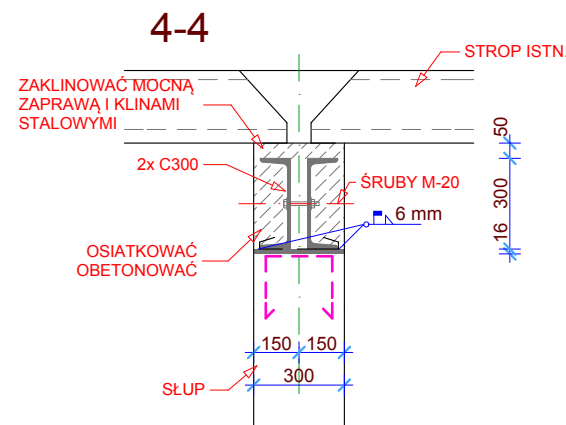 4-4
STROP ISTN.
ZAKLINOWAĆ MOCNĄ
ZAPRAWĄ I KLINAMI
STALOWYMI
50
2x C300
ŚRUBY M-20
300
6 mm
16
OSIATKOWAĆ
OBETONOWAĆ
150 150
300
SŁUP